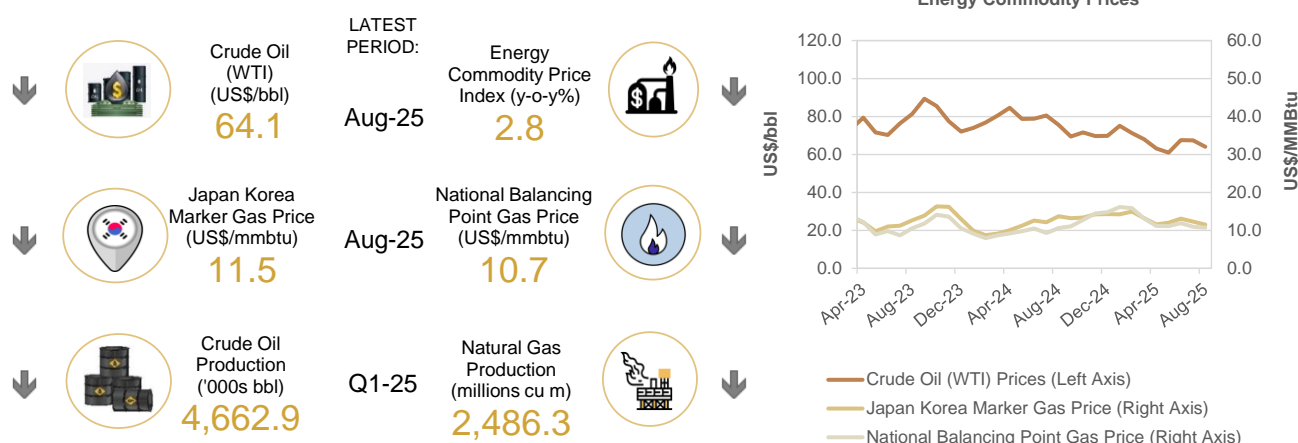 Energy Commodity Prices
LATEST
PERIOD:
Crude Oil
(WTI)
(US$/bbl)
64.1
Aug-25
Energy
Commodity Price
Index (y-o-y%)
2.8
Japan Korea
Marker Gas Price
(US$/mmbtu)
11.5
Aug-25
National Balancing
Point Gas Price
(US$/mmbtu)
10.7
Crude Oil
Production
('000s bbl)
4,662.9
Q1-25
Natural Gas
Production
(millions cu m)
2,486.3
US$/bbl
120.0
100.0
80.0
60.0
40.0
20.0
0.0
60.0
50.0
40.0
30.0
20.0
10.0
0.0
US$/MMBtu
Apr-23
Aug-23
Dec-23
Apr-24
Aug-24
Dec-24
Apr-25
Aug-25
Crude Oil (WTI) Prices (Left Axis)
Japan Korea Marker Gas Price (Right Axis)
National Balancing Point Gas Price (Right Axis)